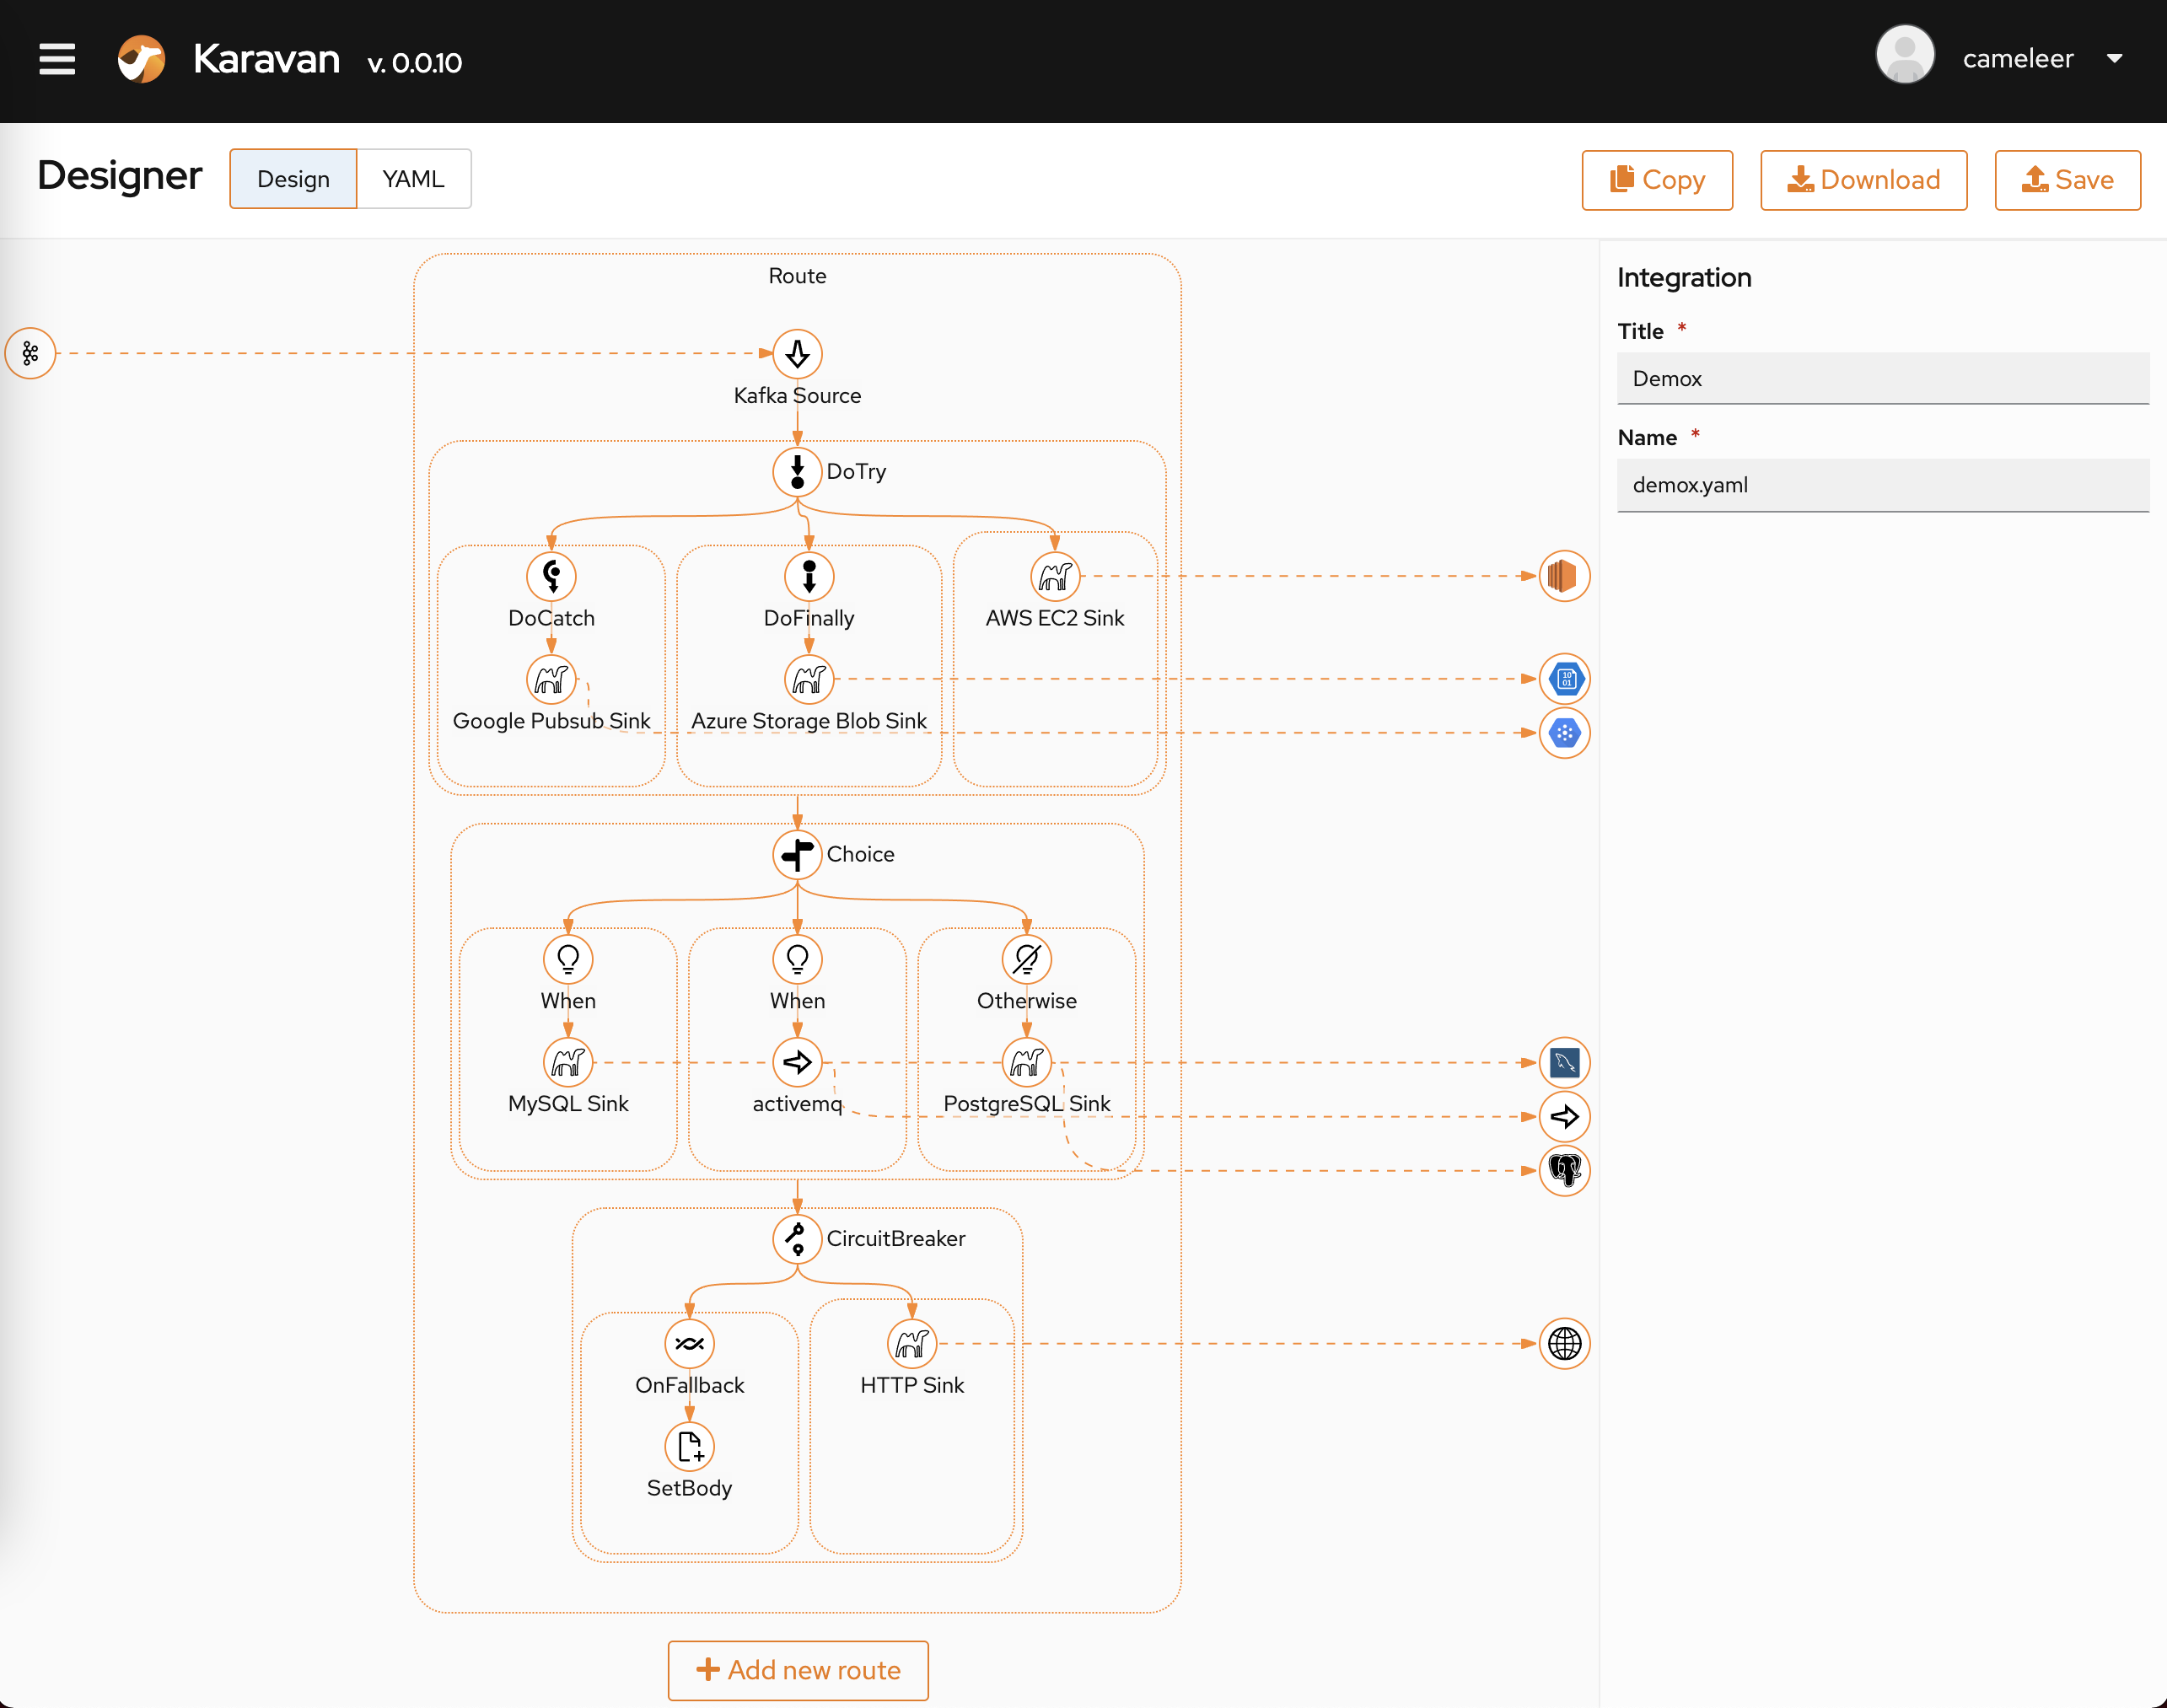 Karavan v. 0.0.10
cameleer
Designer
Design
YAML
Copy
Download
Save
Route
Kafka Source
DoTry
DoCatch
DoFinally
AWS EC2 Sink
Google Pubsub Sink
Azure Storage Blob Sink
10
01
Choice
When
When
Otherwise
MySQL Sink
activemq
PostgreSQL Sink
CircuitBreaker
OnFallback
HTTP Sink
SetBody
Add new route
Integration
Title *
Demox
Name *
demox.yaml